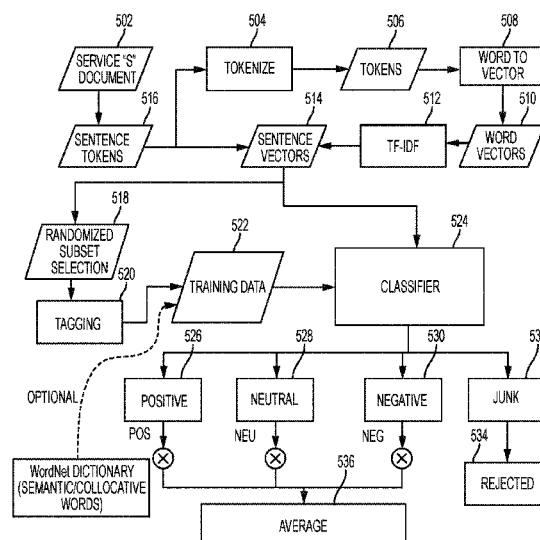 502
SERVICE "S"
DOCUMENT
504
TOKENIZE
506
TOKENS
508
WORD TO
VECTOR
516
SENTENCE
TOKENS
514
SENTENCE
VECTORS
512
TF-IDF
510
WORD
VECTORS
518
RANDOMIZED
SUBSET
SELECTION
520
TAGGING
522
TRAINING DATA
524
CLASSIFIER
OPTIONAL
526
POSITIVE
528
NEUTRAL
530
NEGATIVE
JUNK
POS
NEU
NEG
534
REJECTED
WordNet DICTIONARY
(SEMANTIC/COLLOCATIVE
WORDS)
536
AVERAGE